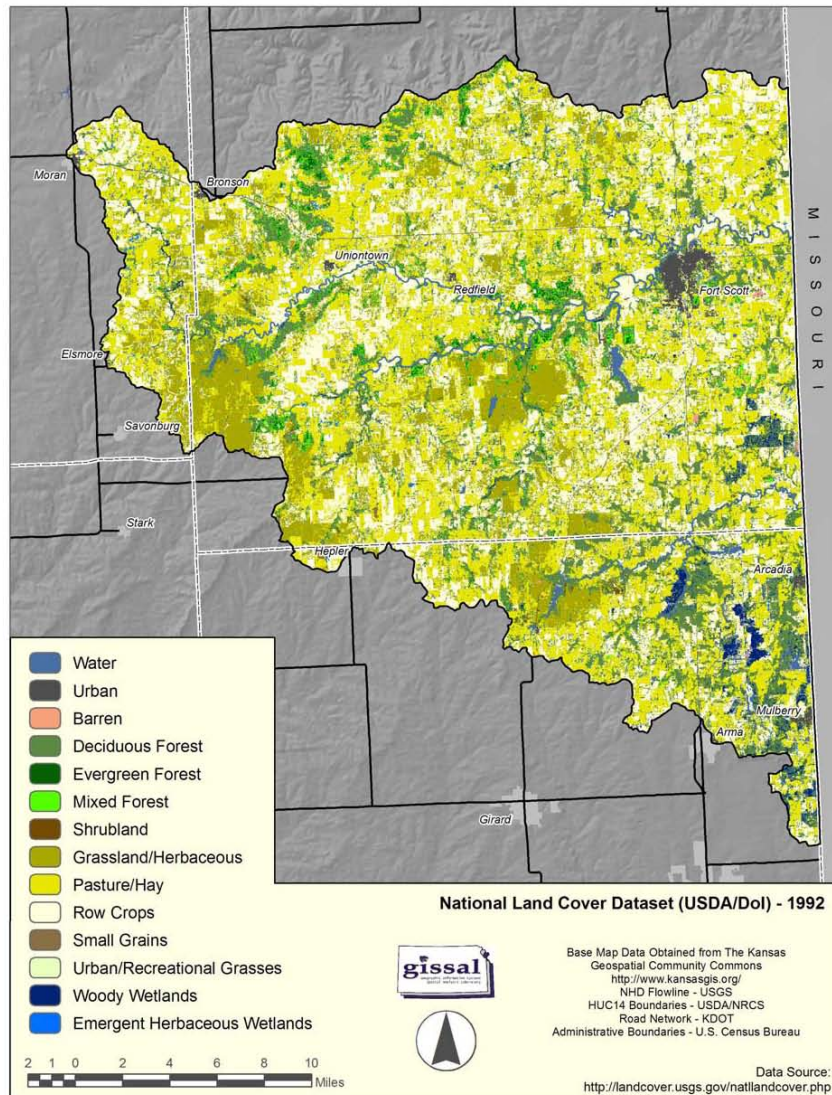 Moran
Bronson
MISSOURI
Uniontown
Redfield
Fort Scott
Elsmore
Savonburg
Stark
Hepler
Arcadia
Mulberry
Arma
Girard
Water
Urban
Barren
Deciduous Forest
Evergreen Forest
Mixed Forest
Shrubland
Grassland/Herbaceous
Pasture/Hay
Row Crops
Small Grains
Urban/Recreational Grasses
Woody Wetlands
Emergent Herbaceous Wetlands
2 1 0 2 4 6 8 10
Miles
National Land Cover Dataset (USDA/DoI) - 1992
gissal
Base Map Data Obtained from The Kansas
Geospatial Community Commons
http://www.kansasgis.org/
NHD Flowline - USGS
HUC14 Boundaries - USDA/NRCS
Road Network - KDOT
Administrative Boundaries - U.S. Census Bureau
Data Source:
http://landcover.usgs.gov/natllandcover.php